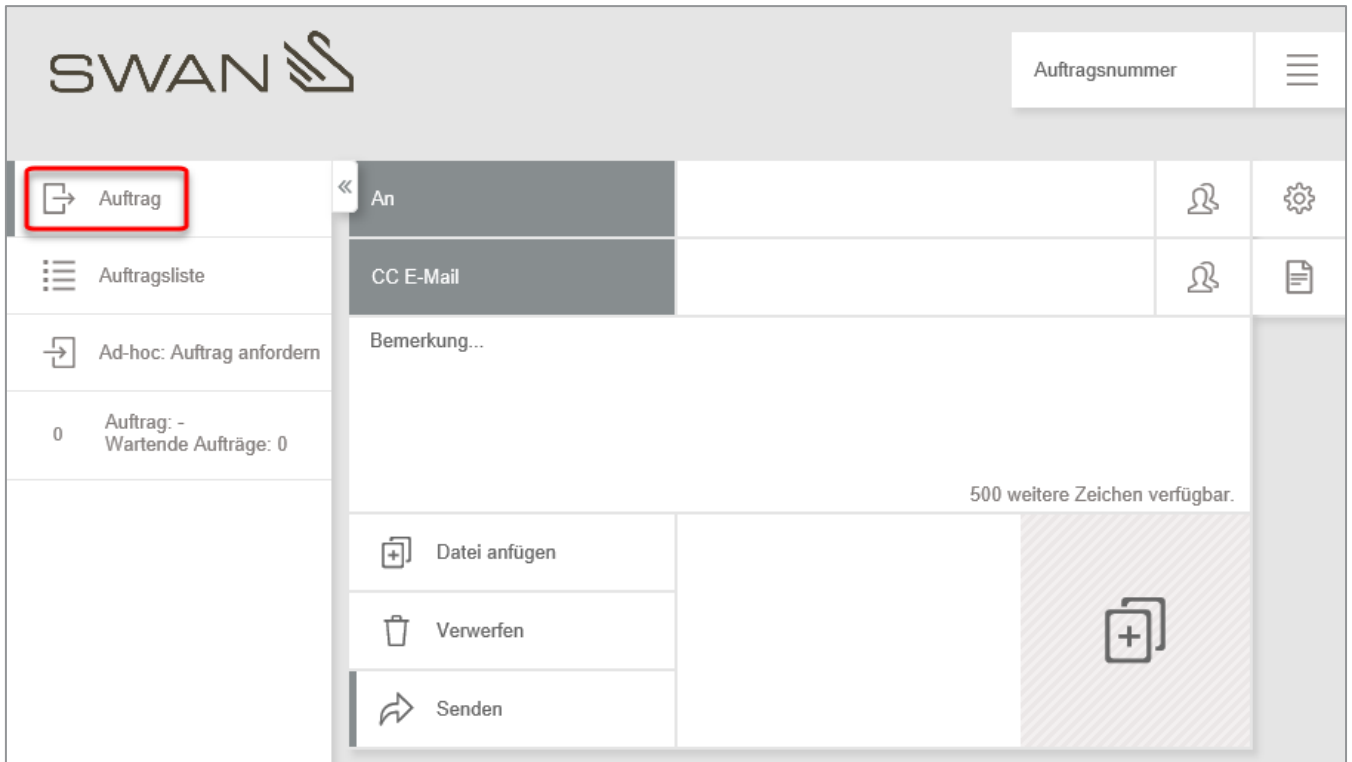 SWAN
Auftragsnummer
Auftrag
An
Auftragsliste
CC E-Mail
Ad-hoc: Auftrag anfordern
Bemerkung...
0
Auftrag: -
Wartende Aufträge: 0
500 weitere Zeichen verfügbar.
Datei anfügen
Verwerfen
Senden